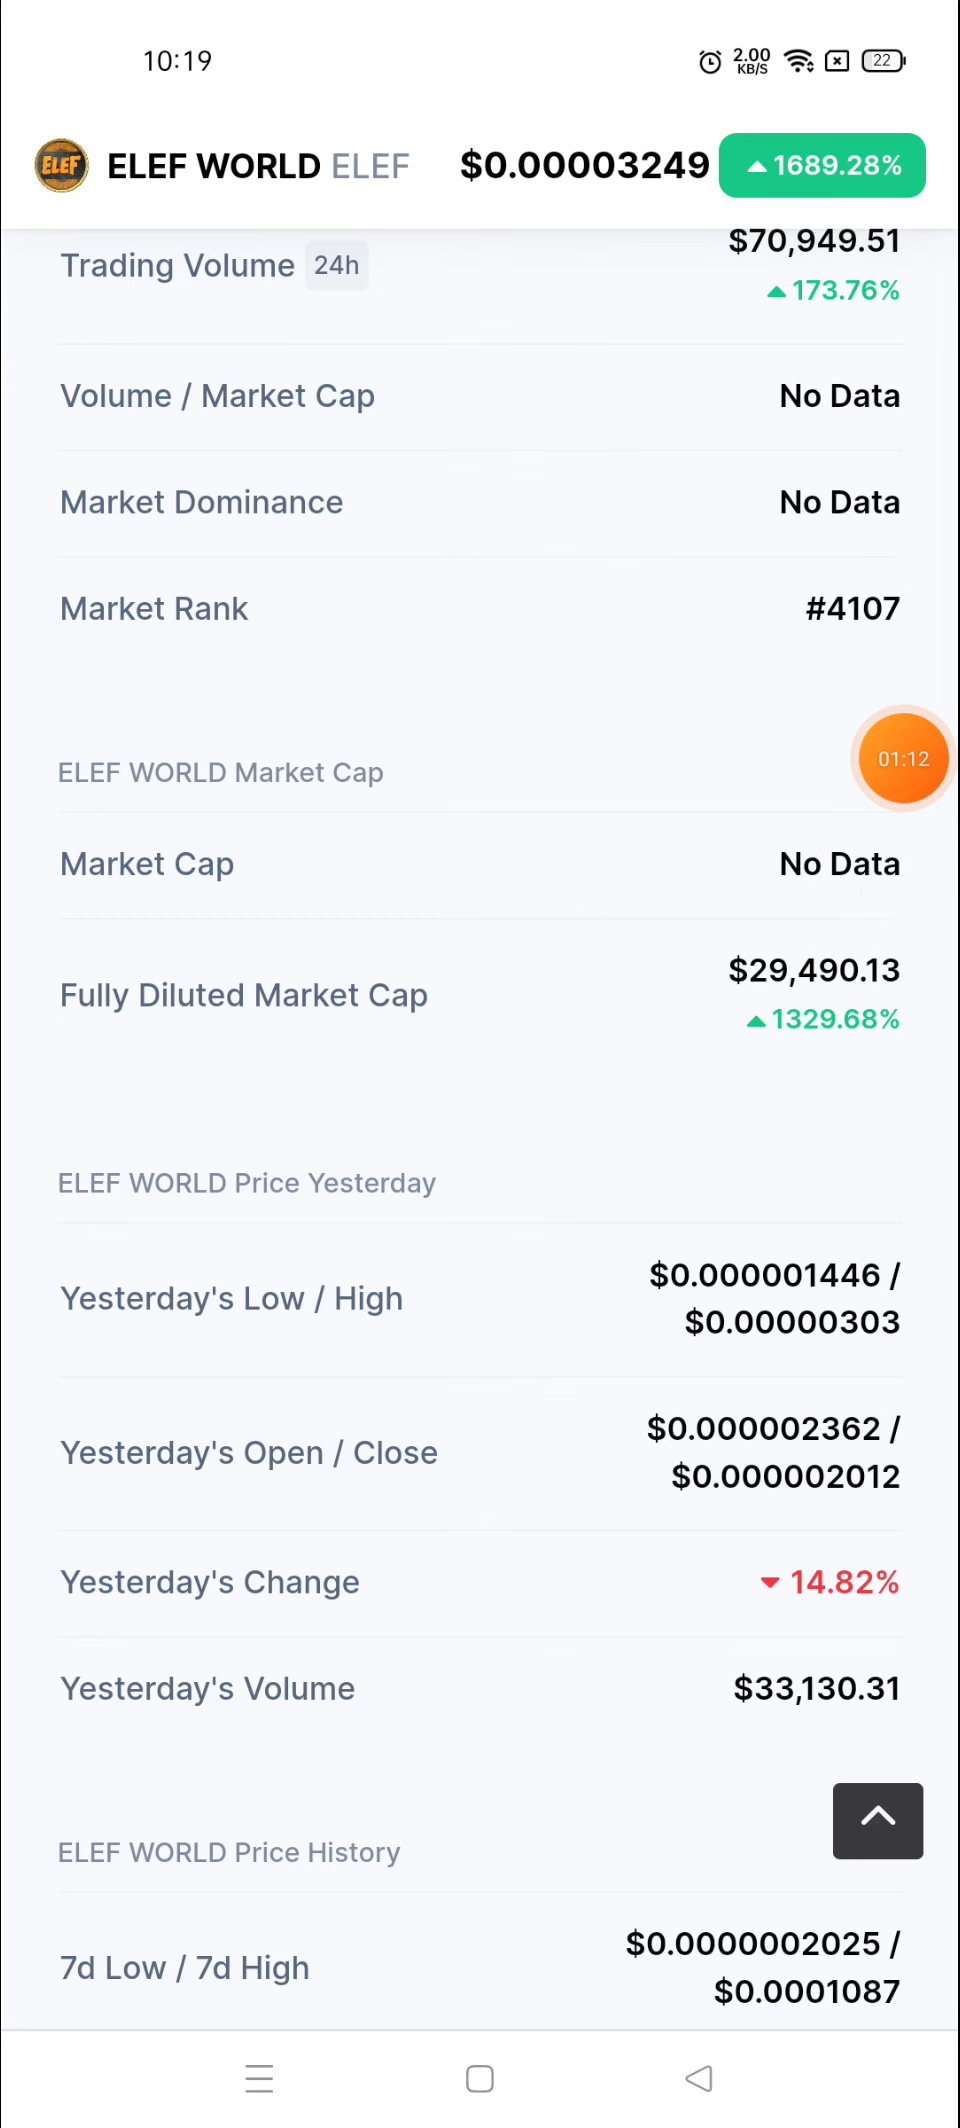 10:19
2.00
KB/S
22
ELEF
ELEF WORLD ELEF $0.00003249 1689.28%
Trading Volume 24h
$70,949.51
173.76%
Volume / Market Cap No Data
Market Dominance No Data
Market Rank #4107
01:12
ELEF WORLD Market Cap
Market Cap No Data
Fully Diluted Market Cap
$29,490.13
1329.68%
ELEF WORLD Price Yesterday
Yesterday's Low / High
$0.000001446 /
$0.00000303
Yesterday's Open / Close
$0.000002362 /
$0.000002012
Yesterday's Change 14.82%
Yesterday's Volume $33,130.31
ELEF WORLD Price History
7d Low / 7d High
$0.0000002025 /
$0.0001087